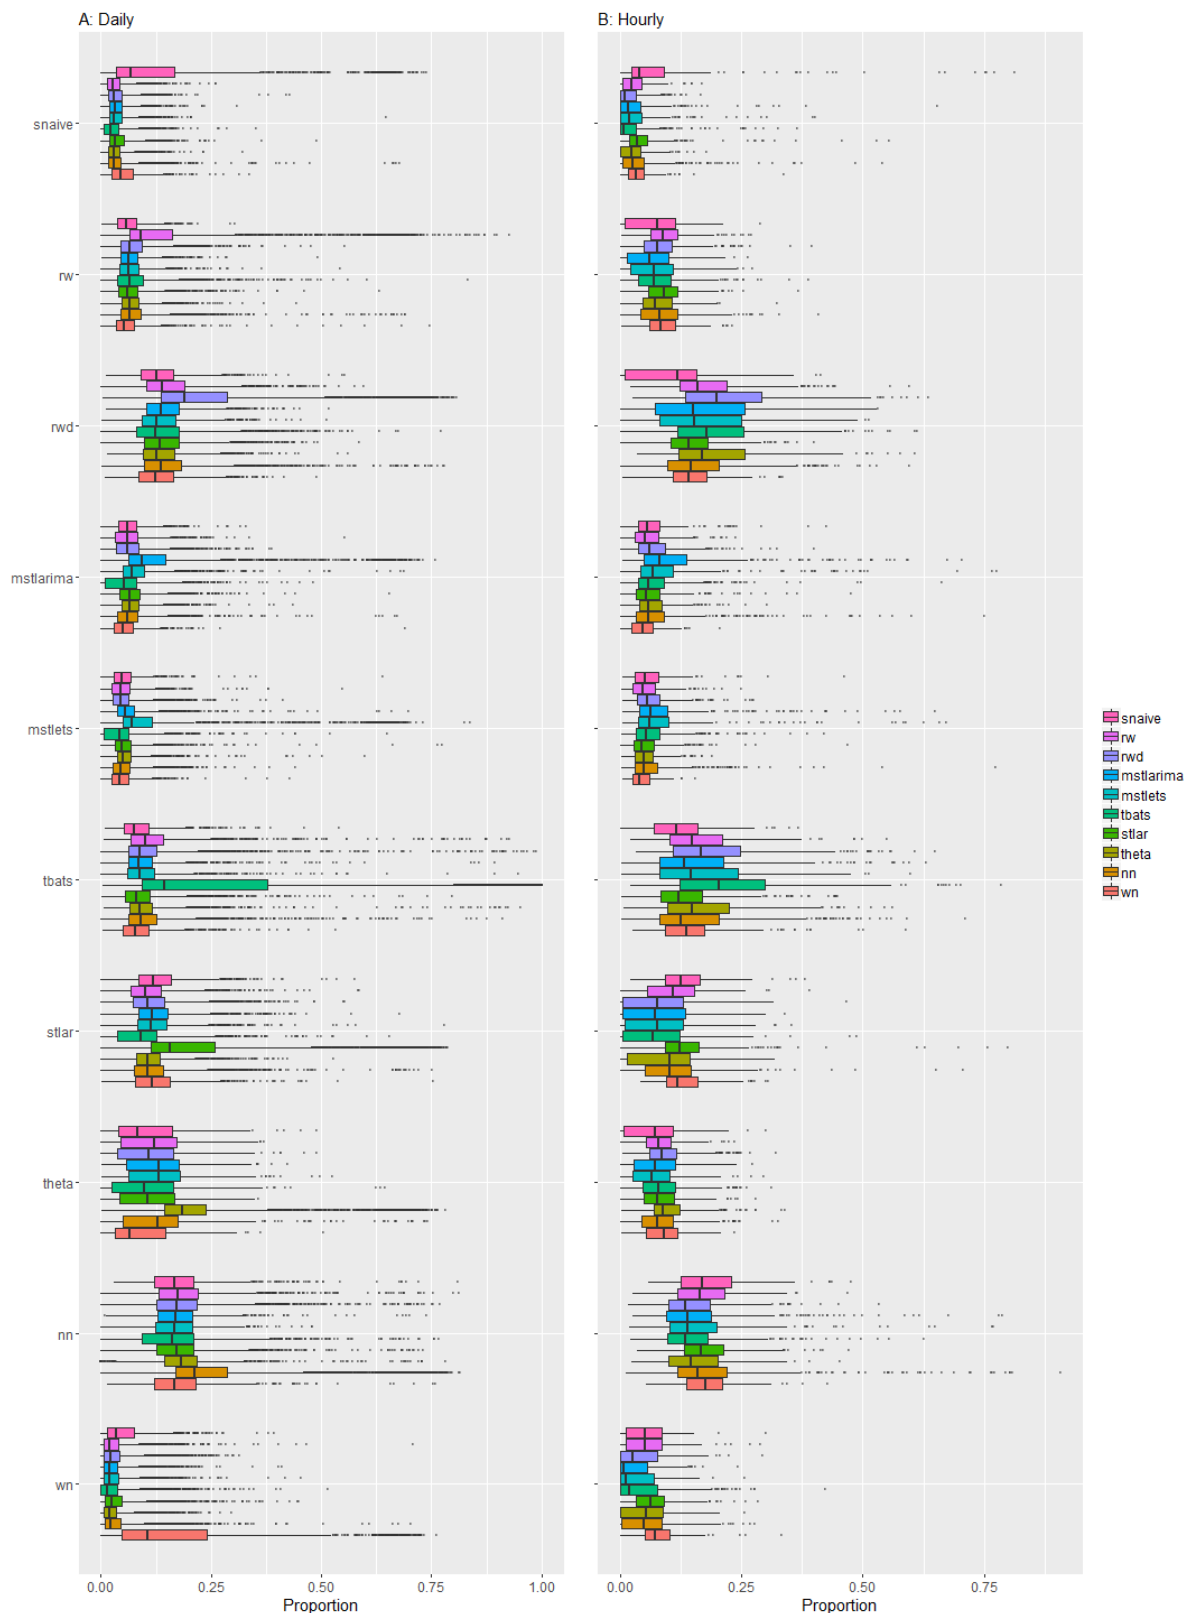 A: Daily
B: Hourly
snaive
rw
rwd
mstlarima
mstlets
tbats
stlar
theta
nn
wn
0.00 0.25 0.50 0.75 1.00
Proportion
0.00 0.25 0.50 0.75
Proportion
snaive
rw
rwd
mstlarima
mstlets
tbats
stlar
theta
nn
wn